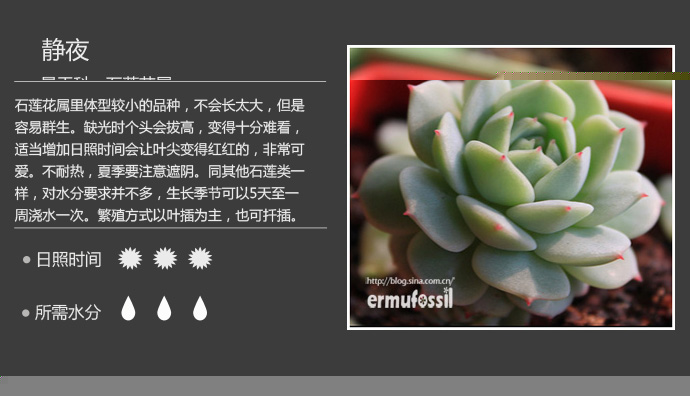 静夜
石莲花属里体型较小的品种，不会长太大，但是
容易群生。缺光时个头会拔高，变得十分难看，
适当增加日照时间会让叶尖变得红红的，非常可
爱。不耐热，夏季要注意遮阴。同其他石莲类一
样，对水分要求并不多，生长季节可以5天至一
周浇水一次。繁殖方式以叶插为主，也可扦插。
日照时间
所需水分
http://blog.sina.com.cn/
ermufossil